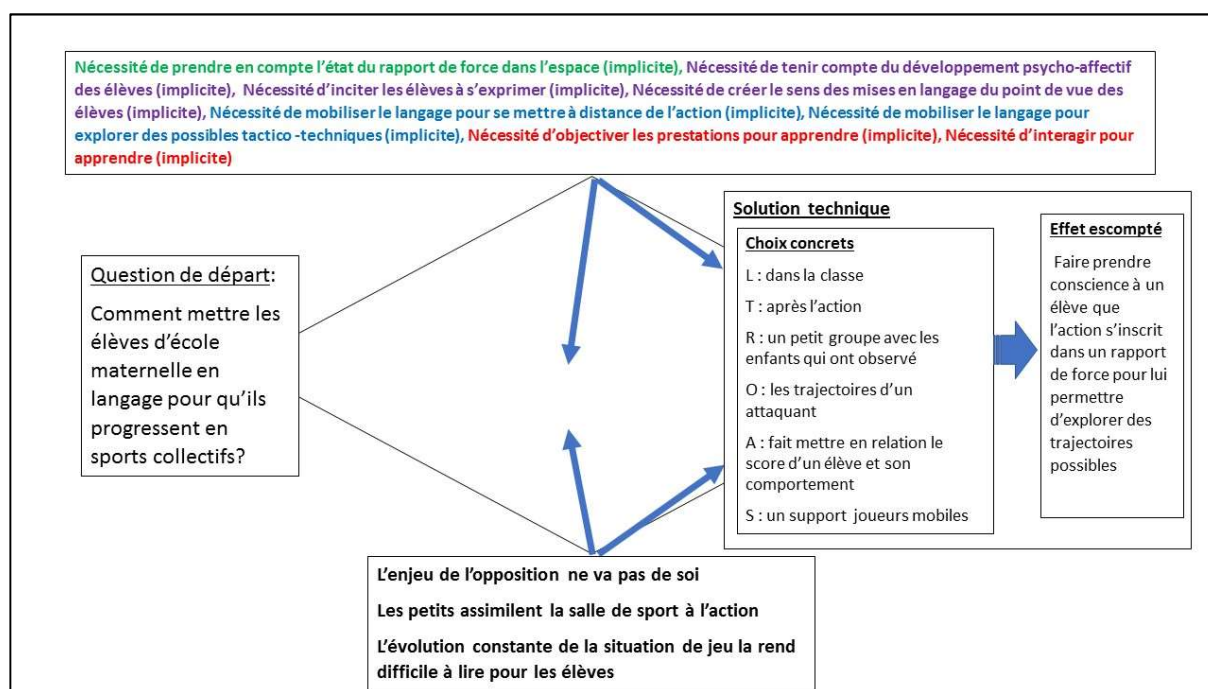 Nécessité de prendre en compte l’état du rapport de force dans l’espace (implicite), Nécessité de tenir compte du développement psycho-affectif
des élèves (implicite), Nécessité d’inciter les élèves à s’exprimer (implicite), Nécessité de créer le sens des mises en langage du point de vue des
élèves (implicite), Nécessité de mobiliser le langage pour se mettre à distance de l’action (implicite), Nécessité de mobiliser le langage pour
explorer des possibles tactico -techniques (implicite), Nécessité d’objectiver les prestations pour apprendre (implicite), Nécessité d’interagir pour
apprendre (implicite)
Question de départ:
Comment mettre les
élèves d’école
maternelle en
langage pour qu’ils
progressent en
sports collectifs?
Solution technique
Choix concrets
L : dans la classe
T : après l’action
R : un petit groupe avec les
enfants qui ont observé
O : les trajectoires d’un
attaquant
A : fait mettre en relation le
score d’un élève et son
comportement
S : un support joueurs mobiles
Effet escompté
Faire prendre
conscience à un
élève que
l’action s’inscrit
dans un rapport
de force pour lui
permettre
d’explorer des
trajectoires
possibles
L’enjeu de l’opposition ne va pas de soi
Les petits assimilent la salle de sport à l’action
L’évolution constante de la situation de jeu la rend
difficile à lire pour les élèves